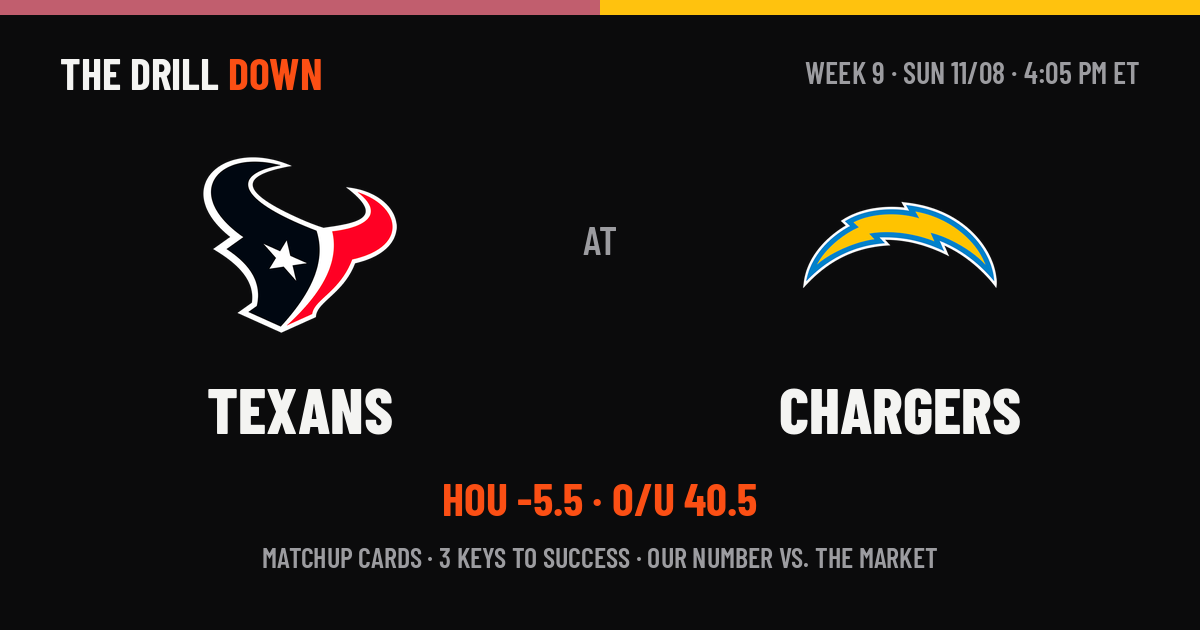 THE DRILL DOWN
WEEK 9 · SUN 11/08 · 4:05 PM ET
AT
TEXANS
CHARGERS
HOU -5.5 · O/U 40.5
MATCHUP CARDS · 3 KEYS TO SUCCESS · OUR NUMBER VS. THE MARKET